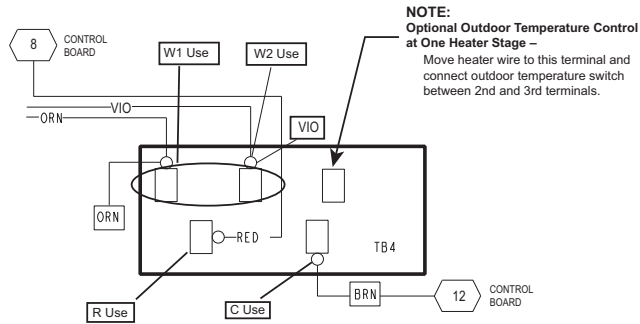 NOTE:
Optional Outdoor Temperature Control
at One Heater Stage –
Move heater wire to this terminal and
connect outdoor temperature switch
between 2nd and 3rd terminals.
8
CONTROL
BOARD
W1 Use
W2 Use
VIO
ORN
VIO
ORN
RED
TB4
R Use
C Use
BRN
12
CONTROL
BOARD